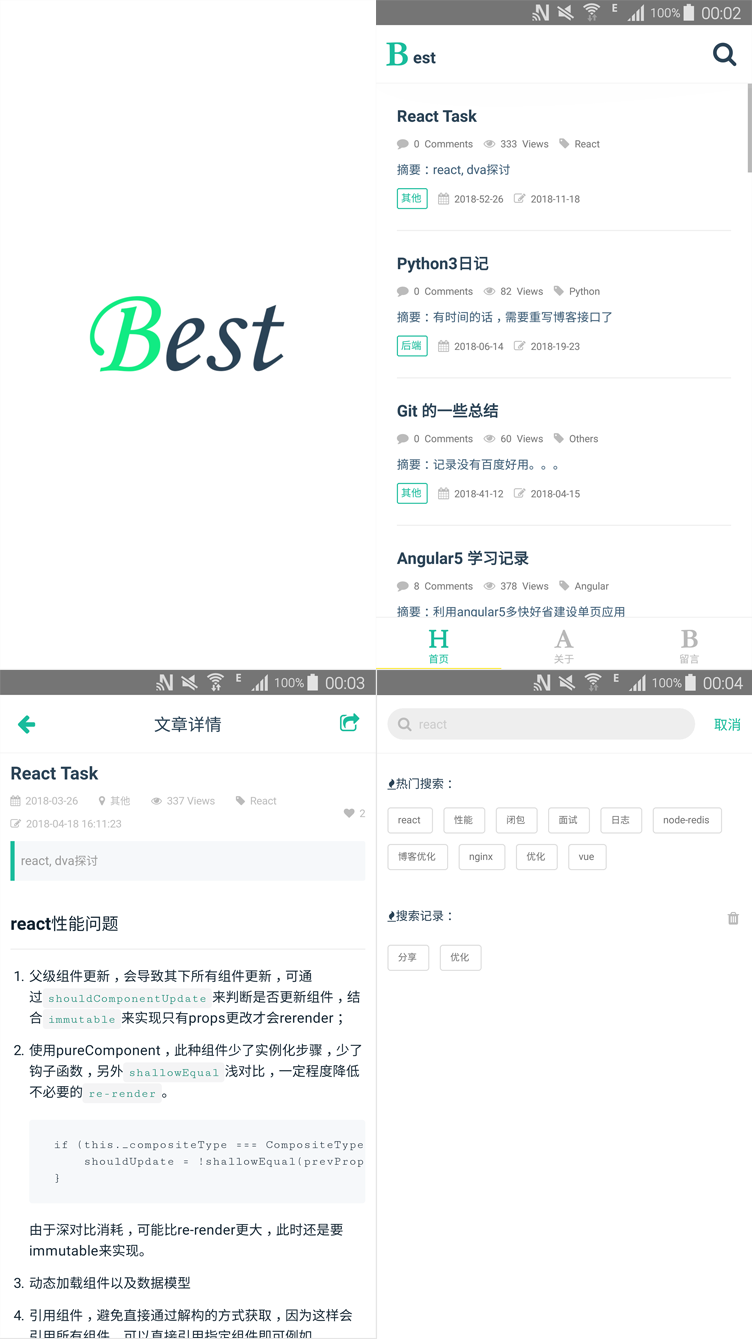 Best
E 100% 00:02
Best
React Task
0 Comments 333 Views React
摘要：react, dva探讨
其他 2018-52-26 2018-11-18
Python3日记
0 Comments 82 Views Python
摘要：有时间的话，需要重写博客接口了
后端 2018-06-14 2018-19-23
Git 的一些总结
0 Comments 60 Views Others
摘要：记录没有百度好用。。。
其他 2018-41-12 2018-04-15
Angular5 学习记录
8 Comments 378 Views Angular
摘要：利用angular5多快好省建设单页应用
H A B
首页 关于 留言
E 100% 00:03
文章详情
React Task
2018-03-26 其他 337 Views React
2018-04-18 16:11:23
2
react, dva探讨
react性能问题
1. 父级组件更新，会导致其下所有组件更新，可通
过 shouldComponentUpdate 来判断是否更新组件，结
合 immutable 来实现只有props更改才会rerender；
2. 使用pureComponent，此种组件少了实例化步骤，少了
钩子函数，另外 shallowEqual 浅对比，一定程度降低
不必要的 re-render 。
if (this._compositeType === CompositeType
shouldUpdate = !shallowEqual(prevProp
}
由于深对比消耗，可能比re-render更大，此时还是要
immutable来实现。
3. 动态加载组件以及数据模型
4. 引用组件，避免直接通过解构的方式获取，因为这样会
引用所有组件，可以直接引用指定组件即可例如
E 100% 00:04
react 取消
热门搜索：
react 性能 闭包 面试 日志 node-redis
博客优化 nginx 优化 vue
搜索记录：
分享 优化